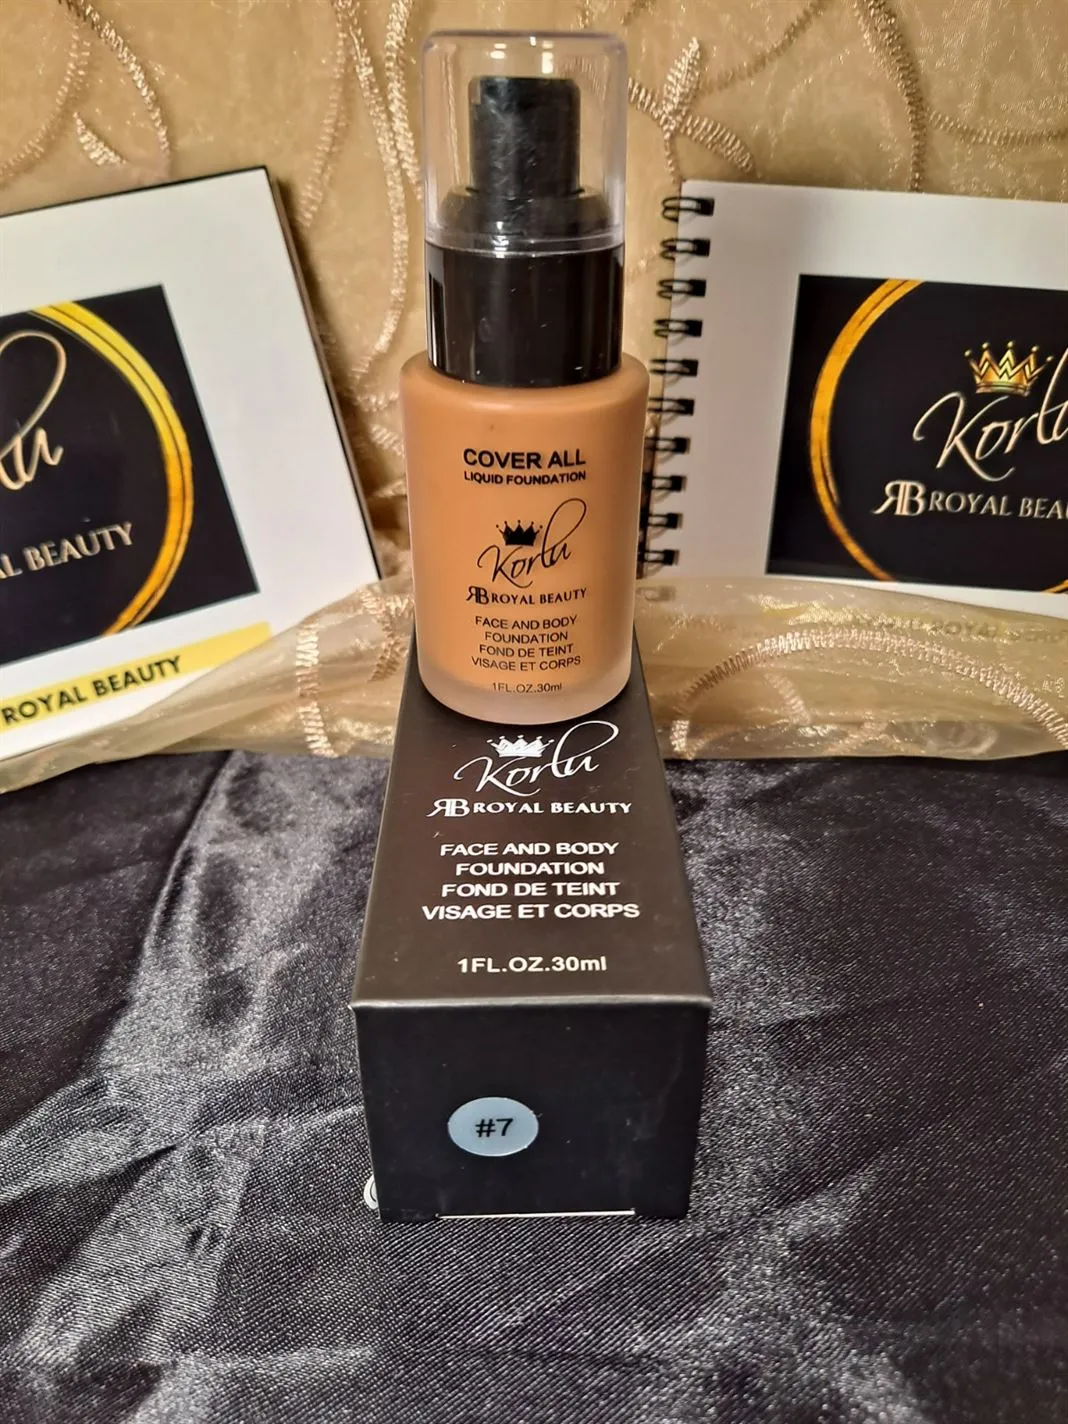 COVER ALL
LIQUID FOUNDATION
Korlu
RB ROYAL BEAUTY
FACE AND BODY
FOUNDATION
FOND DE TEINT
VISAGE ET CORPS
1FL.OZ.30ml
Korlu
RB ROYAL BEAUTY
FACE AND BODY
FOUNDATION
FOND DE TEINT
VISAGE ET CORPS
1FL.OZ.30ml
#7
BEAUTY
ROYAL BEAUTY
RB ROYAL